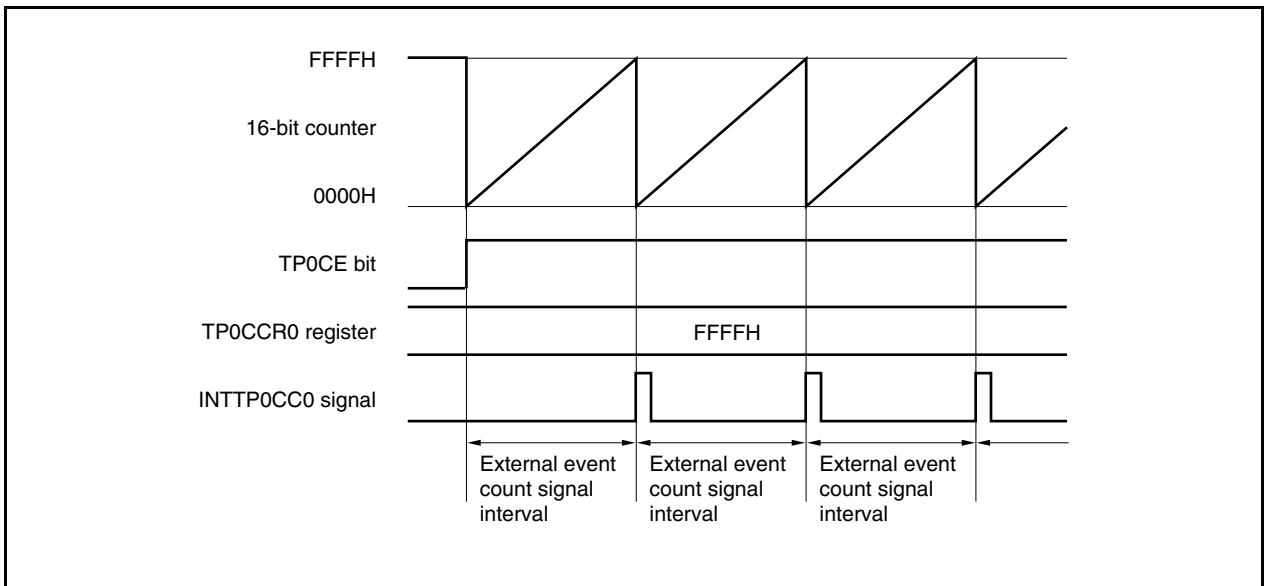 FFFFH
16-bit counter
0000H
TP0CE bit
TP0CCR0 register
FFFFH
INTTP0CC0 signal
External event
count signal
interval
External event
count signal
interval
External event
count signal
interval